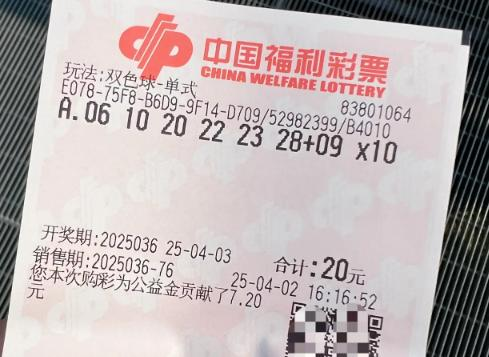 中国福利彩票
CHINA WELFARE LOTTERY
玩法:双色球-单式
83801064
E078-75F8-B6D9-9F14-D709/52982399/B4010
A.06 10 20 22 23 28+09 x10
开奖期:2025036 25-04-03
合计:20元
销售期:2025036-76 25-04-02 16:16:52
您本次购彩为公益金贡献了7.20
元